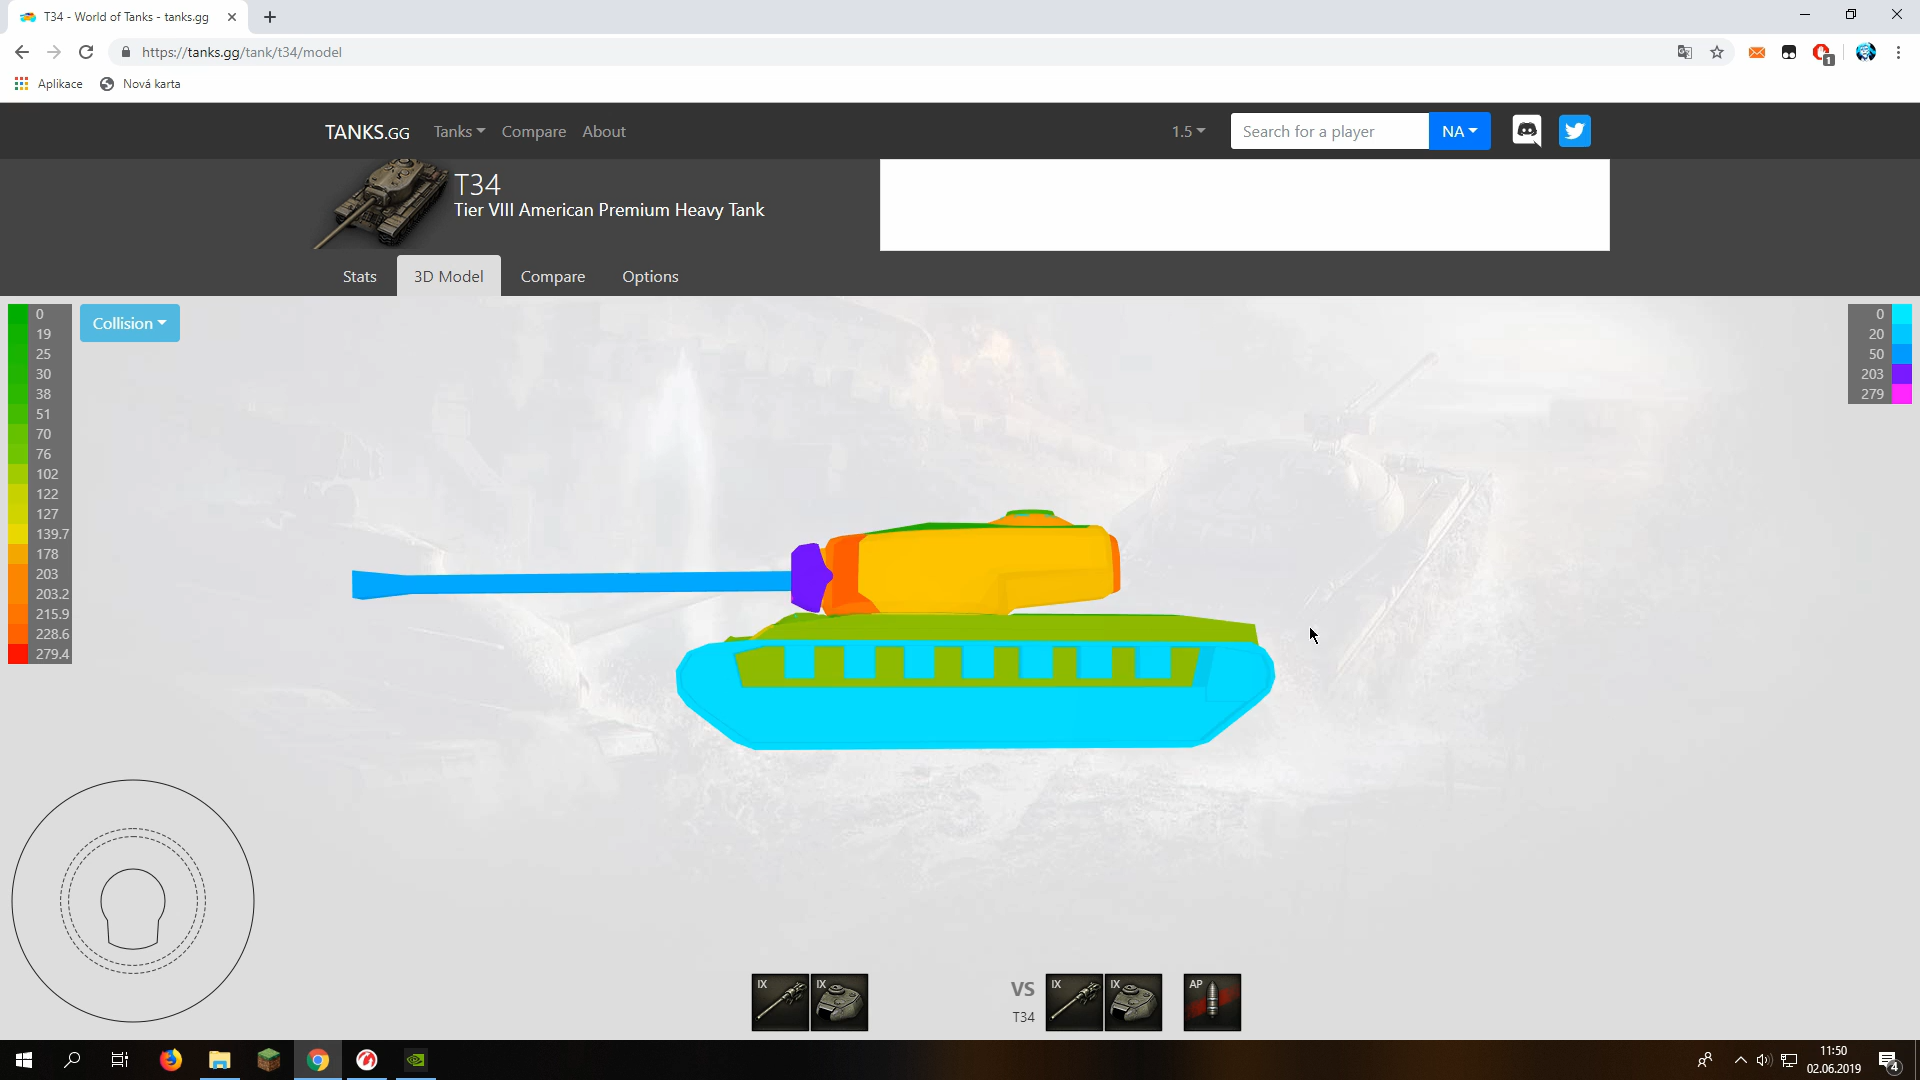 T34 - World of Tanks - tanks.gg
https://tanks.gg/tank/t34/model
1
Aplikace
Nová karta
TANKS.GG
Tanks
Compare
About
1.5
Search for a player
NA
T34
Tier VIII American Premium Heavy Tank
Stats
3D Model
Compare
Options
Collision
0
19
25
30
38
51
70
76
102
122
127
139.7
178
203
203.2
215.9
228.6
279.4
0
20
50
203
279
IX
IX
VS
T34
IX
IX
AP
11:50
02.06.2019
4